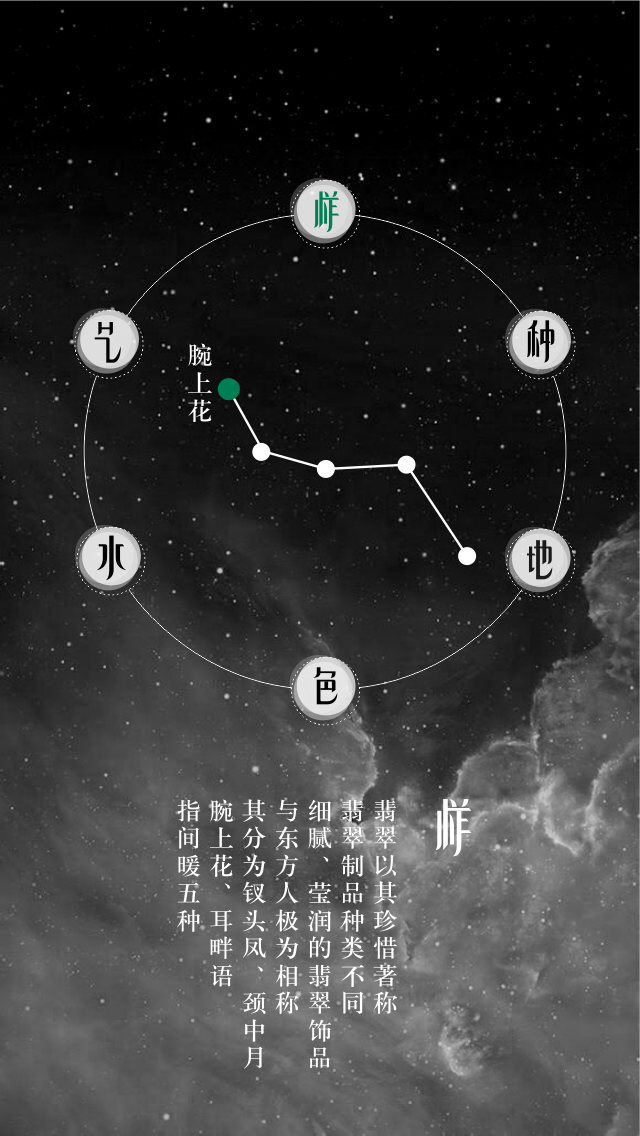 样
种
地
色
水
气
腕上花
样
翡翠以其珍惜著称
翡翠制品种类不同
细腻、莹润的翡翠饰品
与东方人极为相称
其分为钗头凤、颈中月
腕上花、耳畔语
指间暖五种